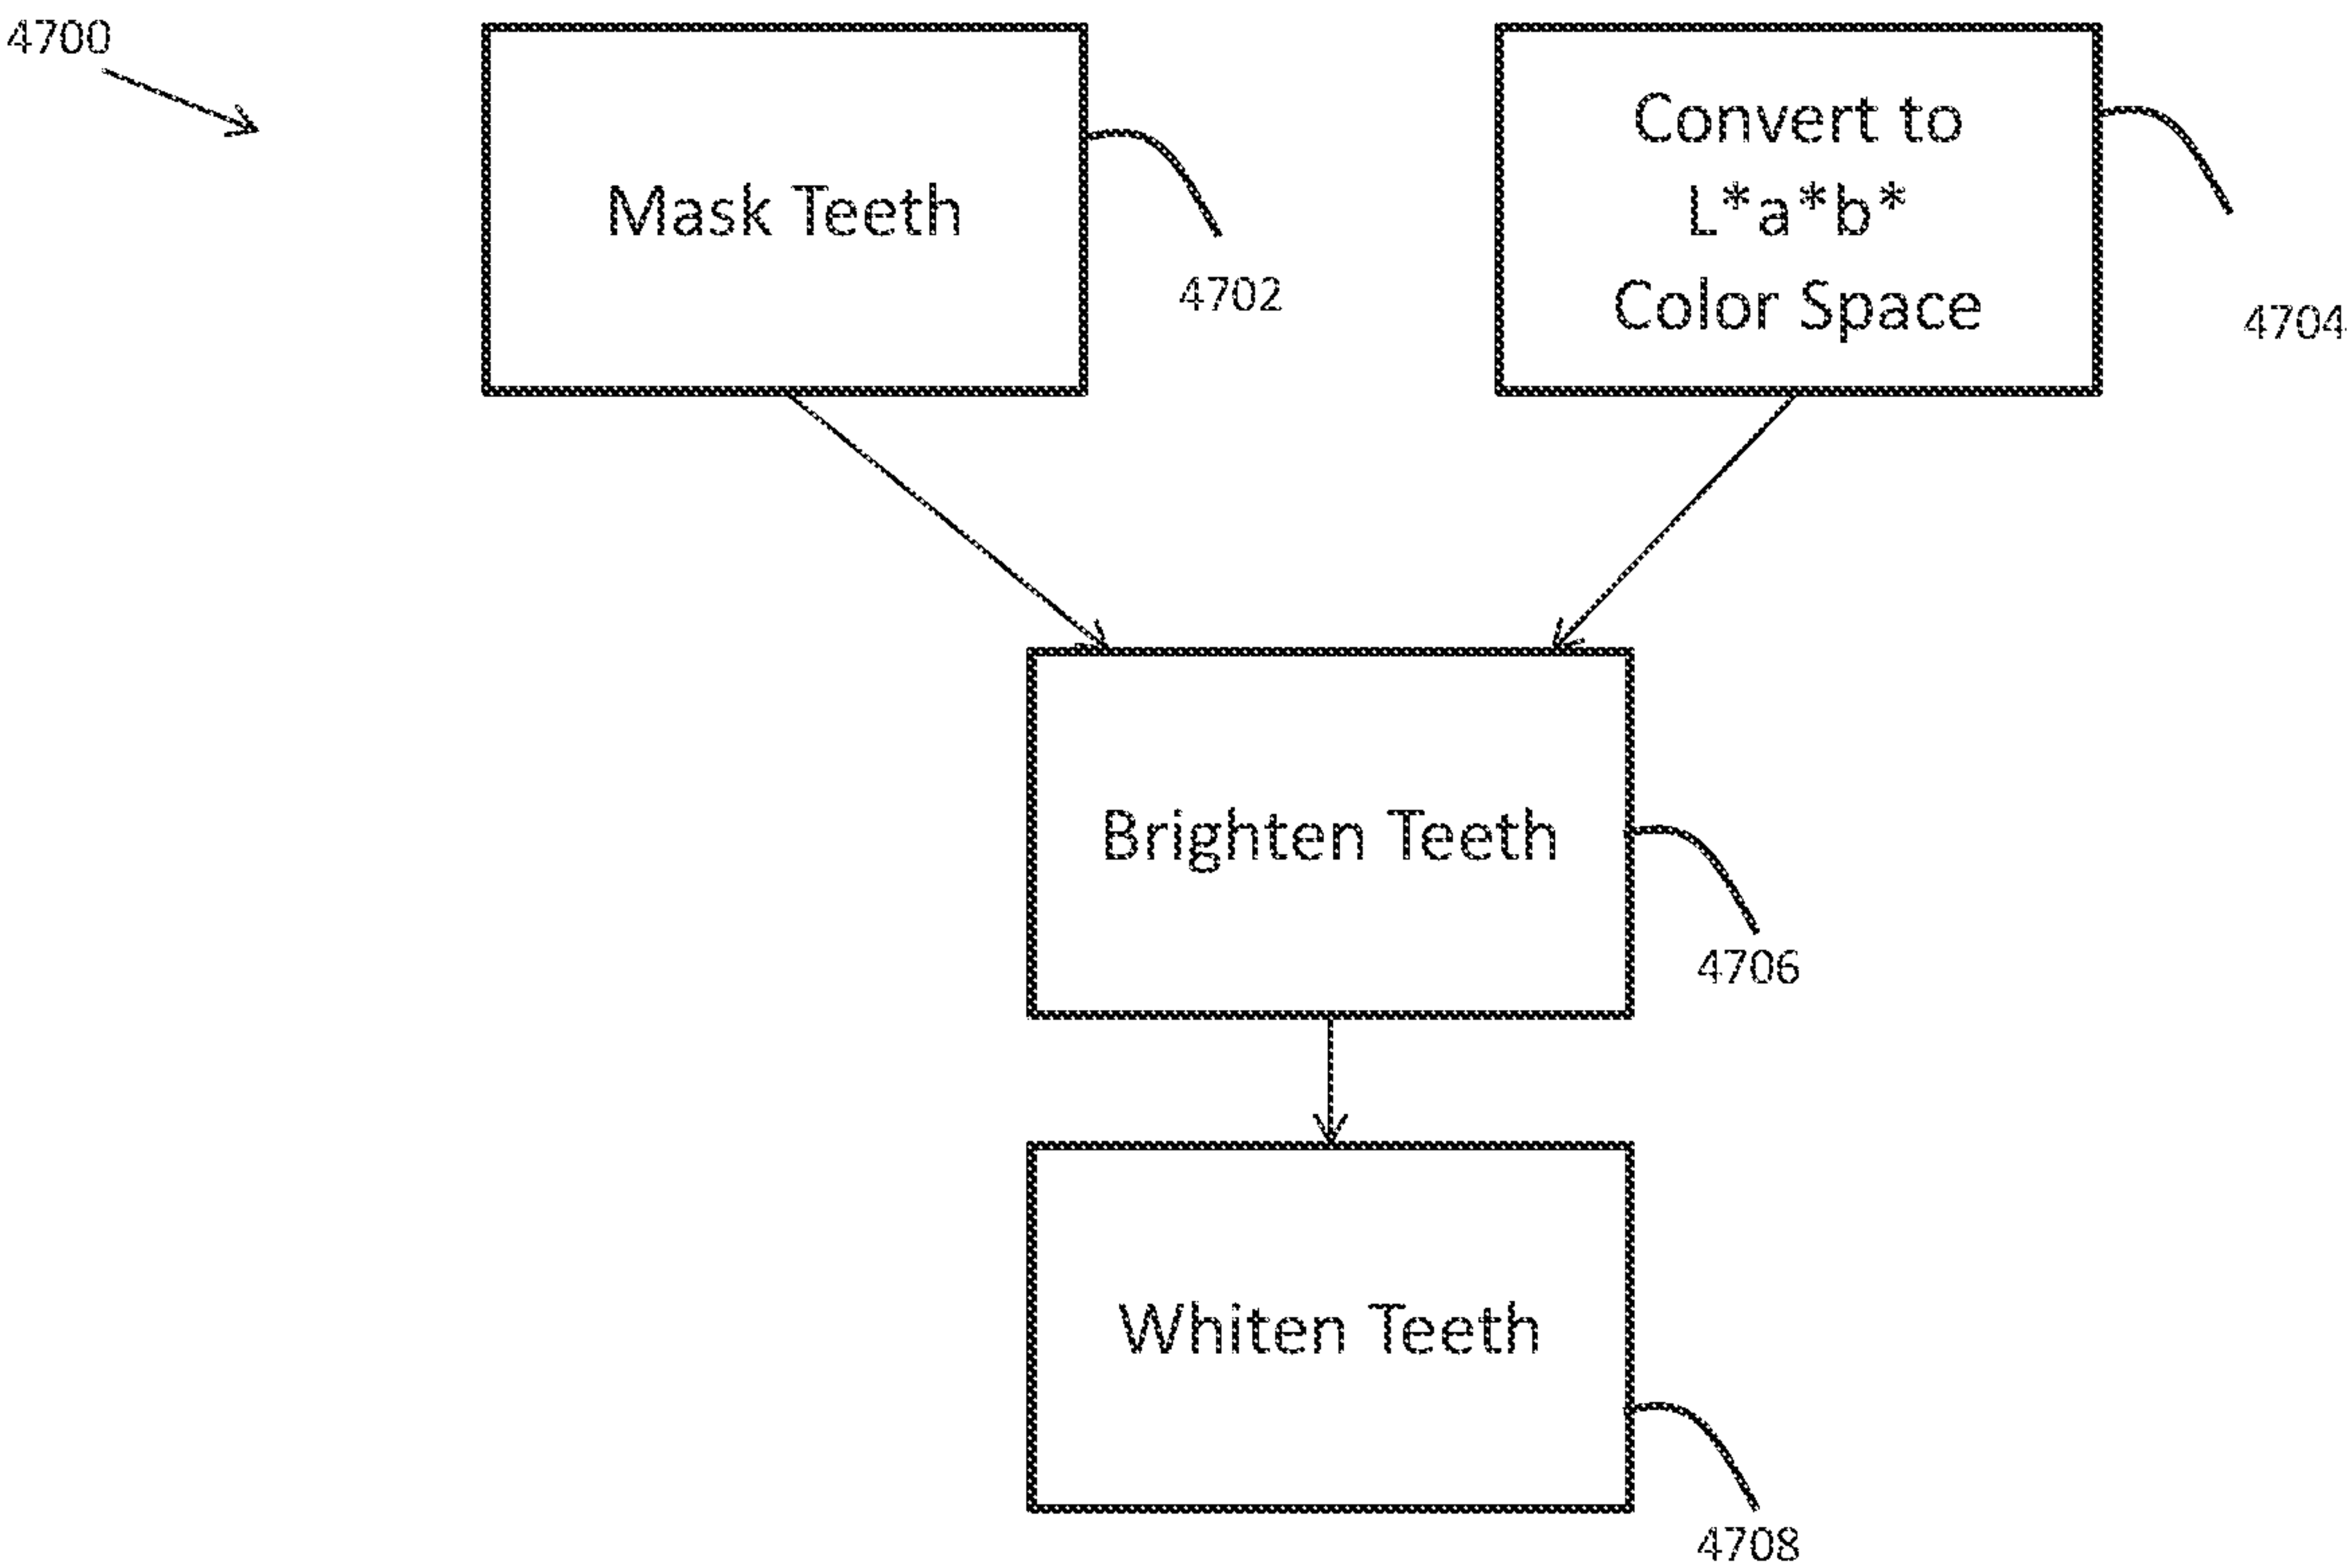 4700
Mask Teeth
4702
Convert to
L*a*b*
Color Space
4704
Brighten Teeth
4706
Whiten Teeth
4708